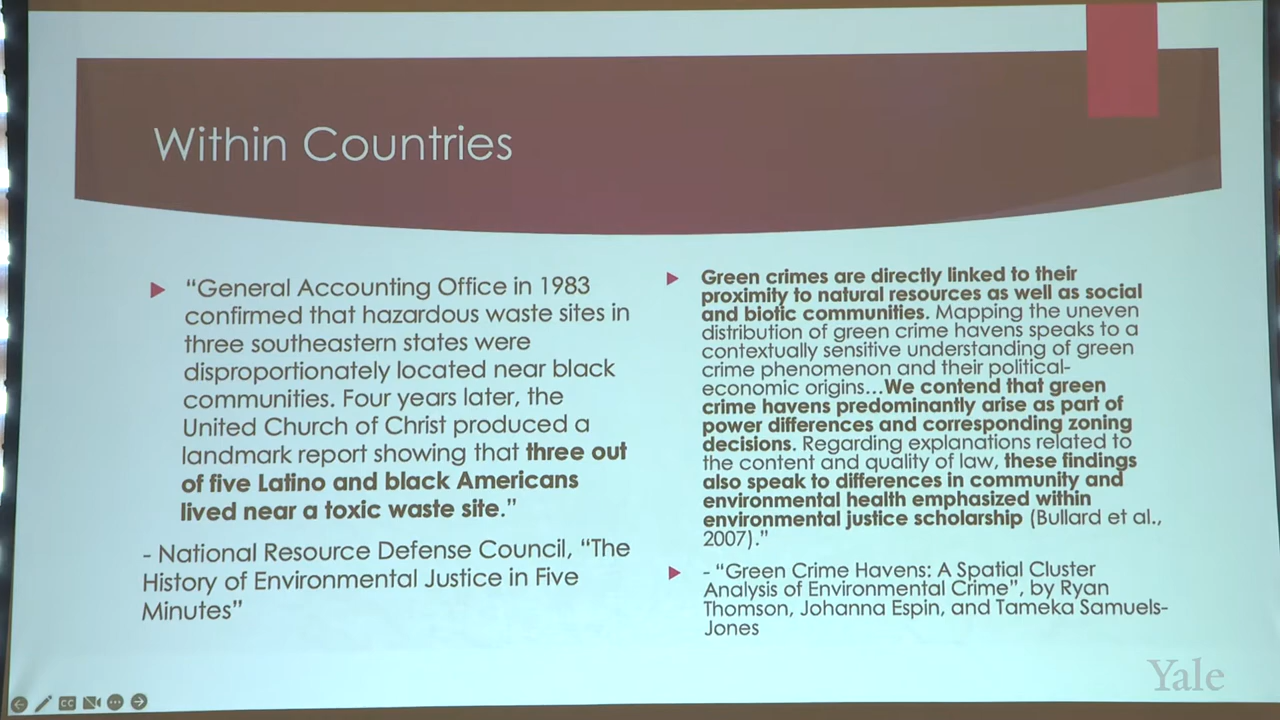 Within Countries
“General Accounting Office in 1983
confirmed that hazardous waste sites in
three southeastern states were
disproportionately located near black
communities. Four years later, the
United Church of Christ produced a
landmark report showing that three out
of five Latino and black Americans
lived near a toxic waste site.”
- National Resource Defense Council, “The
History of Environmental Justice in Five
Minutes”
Green crimes are directly linked to their
proximity to natural resources as well as social
and biotic communities. Mapping the uneven
distribution of green crime havens speaks to a
contextually sensitive understanding of green
crime phenomenon and their political-
economic origins…We contend that green
crime havens predominantly arise as part of
power differences and corresponding zoning
decisions. Regarding explanations related to
the content and quality of law, these findings
also speak to differences in community and
environmental health emphasized within
environmental justice scholarship (Bullard et al.,
2007).”
- “Green Crime Havens: A Spatial Cluster
Analysis of Environmental Crime”, by Ryan
Thomson, Johanna Espin, and Tameka Samuels-
Jones
CC
Yale